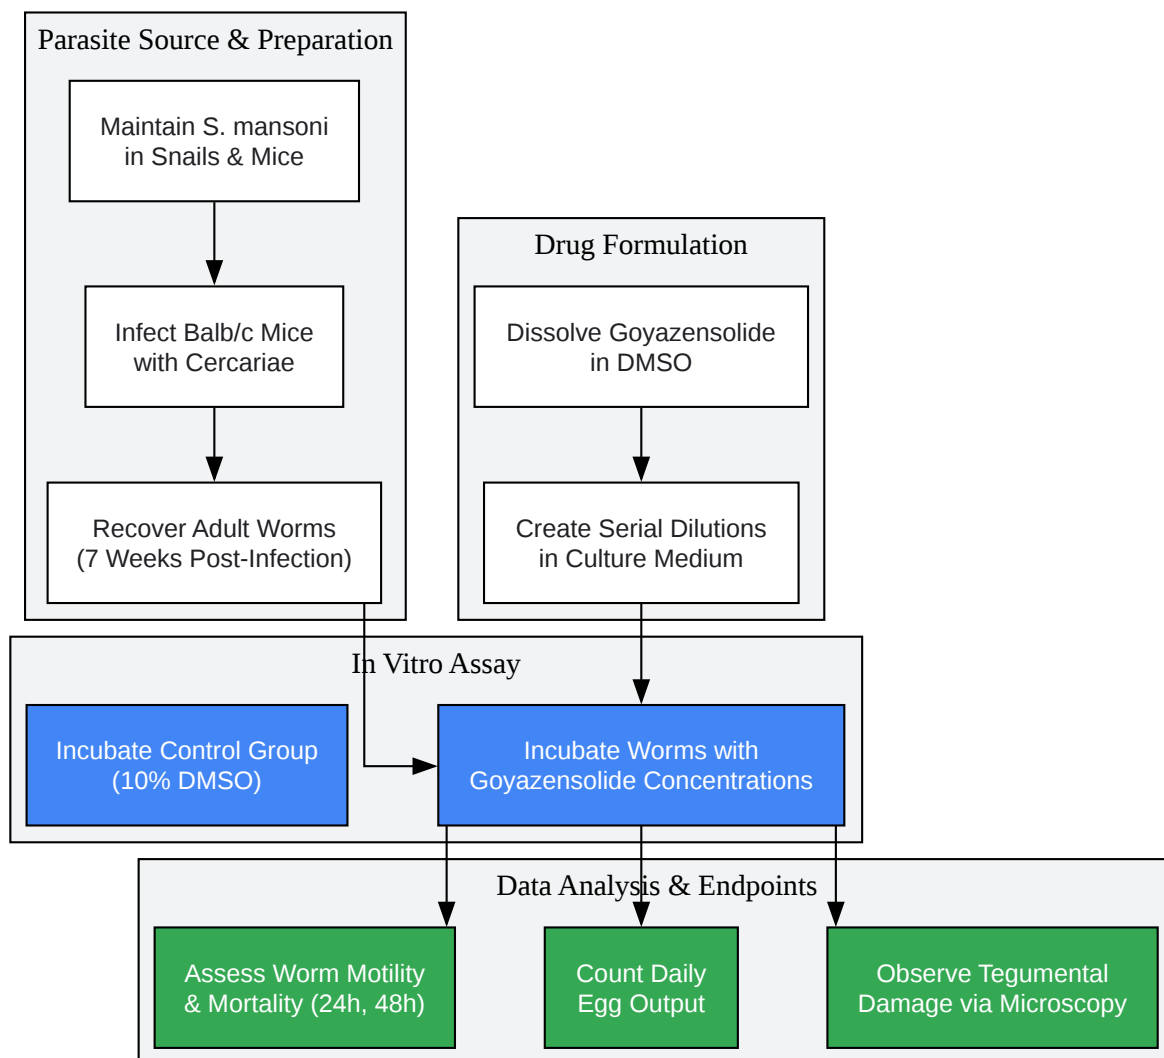 Parasite Source & Preparation
Maintain S. mansoni
in Snails & Mice
Infect Balb/c Mice
with Cercariae
Recover Adult Worms
(7 Weeks Post-Infection)
Drug Formulation
Dissolve Goyazensolide
in DMSO
Create Serial Dilutions
in Culture Medium
In Vitro Assay
Incubate Control Group
(10% DMSO)
Incubate Worms with
Goyazensolide Concentrations
Data Analysis & Endpoints
Assess Worm Motility
& Mortality (24h, 48h)
Count Daily
Egg Output
Observe Tegumental
Damage via Microscopy